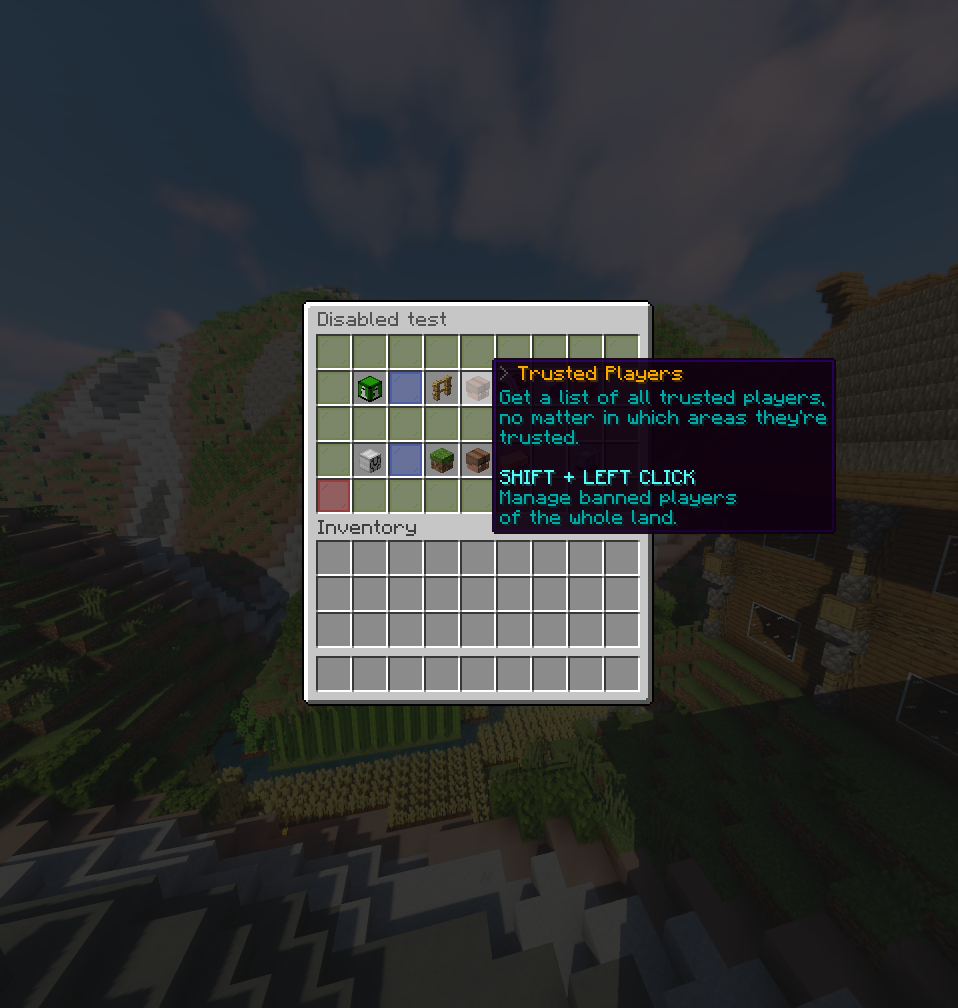 Disabled test
> Trusted Players
Get a list of all trusted players,
no matter in which areas they're
trusted.
SHIFT + LEFT CLICK
Manage banned players
of the whole land.
Inventory